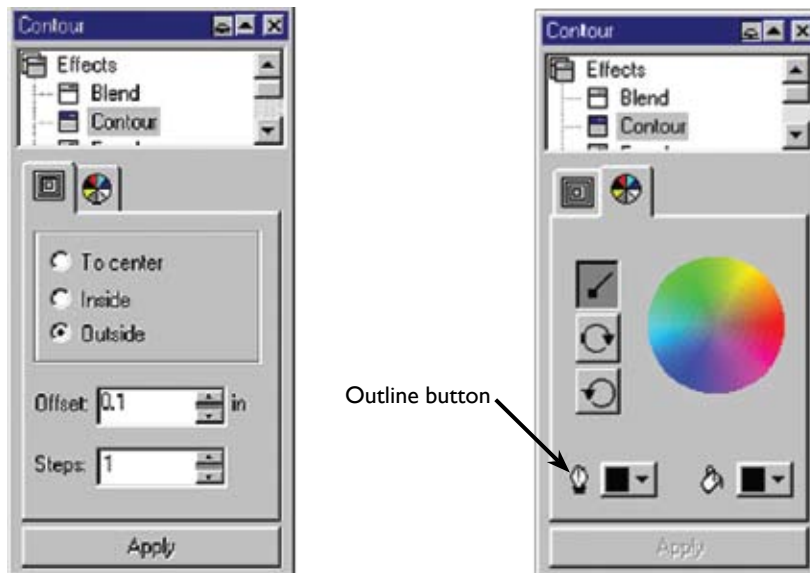 Contour
Effects
Blend
Contour
To center
Inside
Outside
Offset: 0.1 in
Steps: 1
Apply
Contour
Effects
Blend
Contour
Outline button
Apply